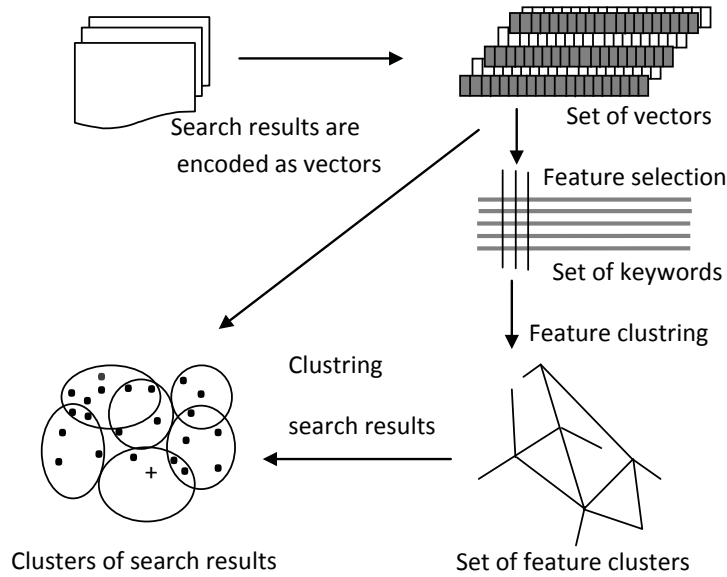 Search results are
encoded as vectors
Set of vectors
Feature selection
Set of keywords
Feature clustring
Clustring
search results
Clusters of search results
Set of feature clusters